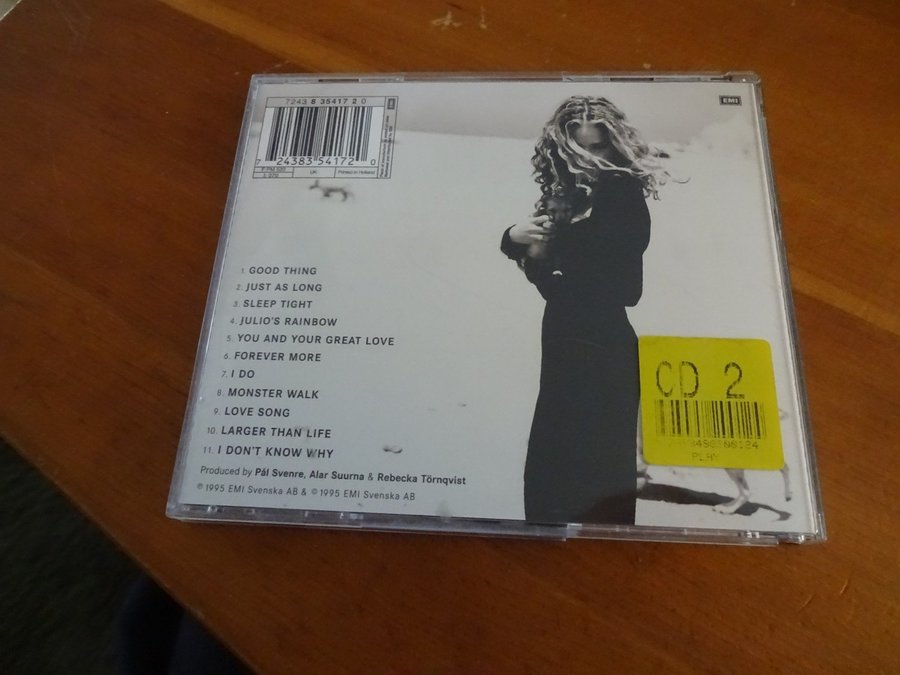 7243 8 35417 2 0
EMI
7 24383 54172 0
UK
Printed in Holland
1. GOOD THING
2. JUST AS LONG
3. SLEEP TIGHT
4. JULIO'S RAINBOW
5. YOU AND YOUR GREAT LOVE
6. FOREVER MORE
7. I DO
8. MONSTER WALK
9. LOVE SONG
10. LARGER THAN LIFE
11. I DON'T KNOW WHY
Produced by Pål Svenre, Alar Suurna & Rebecka Törnqvist
℗ 1995 EMI Svenska AB & © 1995 EMI Svenska AB
CD 2
PLAY